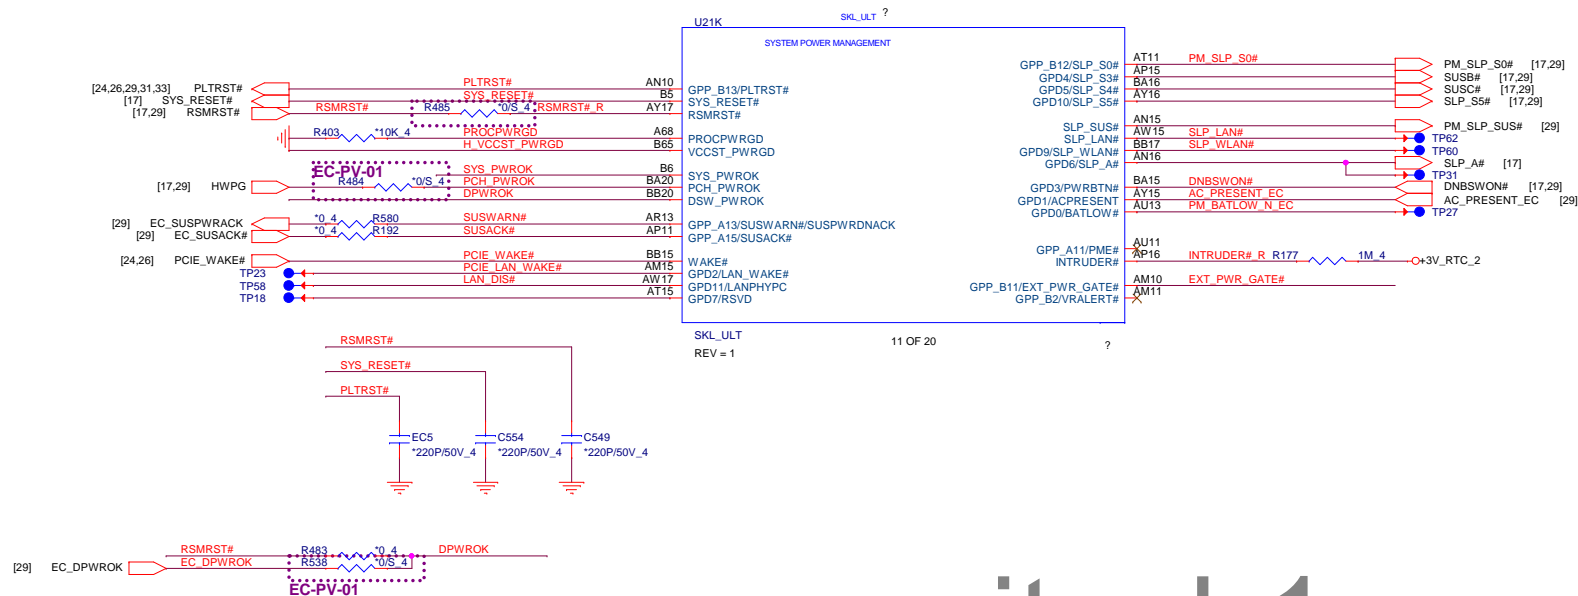 U21K
SKL_ULT
?
SYSTEM POWER MANAGEMENT
[24,26,29,31,33] PLTRST# PLTRST# AN10 GPP_B13/PLTRST#
[17] SYS_RESET# SYS_RESET# B5 SYS_RESET#
[17,29] RSMRST# RSMRST# R485 *0/S_4 RSMRST#_R AY17 RSMRST#
R403 *10K_4 PROCPWRGD A68 PROCPWRGD
H_VCCST_PWRGD B65 VCCST_PWRGD
EC-PV-01
SYS_PWROK B6 SYS_PWROK
[17,29] HWPG R484 *0/S_4 PCH_PWROK BA20 PCH_PWROK
DPWROK BB20 DSW_PWROK
[29] EC_SUSPWRACK *0_4 R580 SUSWARN# AR13 GPP_A13/SUSWARN#/SUSPWRDNACK
[29] EC_SUSACK# *0_4 R192 SUSACK# AP11 GPP_A15/SUSACK#
[24,26] PCIE_WAKE# PCIE_WAKE# BB15 WAKE#
TP23 PCIE_LAN_WAKE# AM15 GPD2/LAN_WAKE#
TP58 LAN_DIS# AW17 GPD11/LANPHYPC
TP18 AT15 GPD7/RSVD
GPP_B12/SLP_S0# AT11 PM_SLP_S0# PM_SLP_S0# [17,29]
GPD4/SLP_S3# AP15 SUSB# [17,29]
GPD5/SLP_S4# BA16 SUSC# [17,29]
GPD10/SLP_S5# AY16 SLP_S5# [17,29]
SLP_SUS# AN15 PM_SLP_SUS# [29]
SLP_LAN# AW15 SLP_LAN# TP62
GPD9/SLP_WLAN# BB17 SLP_WLAN# TP60
GPD6/SLP_A# AN16 SLP_A# [17]
TP31
GPD3/PWRBTN# BA15 DNBSWON# DNBSWON# [17,29]
GPD1/ACPRESENT AY15 AC_PRESENT_EC AC_PRESENT_EC [29]
GPD0/BATLOW# AU13 PM_BATLOW_N_EC TP27
GPP_A11/PME# AU11
INTRUDER# AP16 INTRUDER#_R R177 1M_4 +3V_RTC_2
GPP_B11/EXT_PWR_GATE# AM10 EXT_PWR_GATE#
GPP_B2/VRALERT# AM11
SKL_ULT
REV = 1
11 OF 20
?
RSMRST#
SYS_RESET#
PLTRST#
EC5 C554 C549
*220P/50V_4 *220P/50V_4 *220P/50V_4
RSMRST# R483 *0_4 DPWROK
[29] EC_DPWROK EC_DPWROK R538 *0/S_4
EC-PV-01